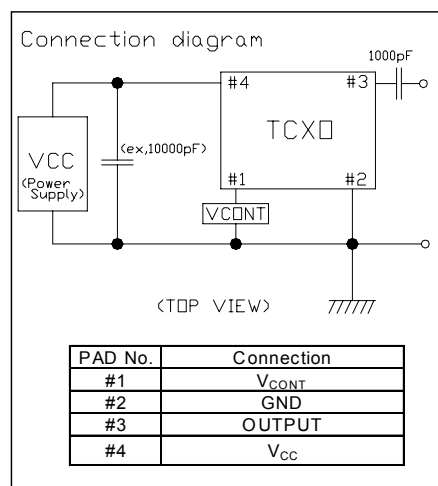 Connection diagram
1000pF
#4 #3
TCXO
VCC
(Power
Supply)
(ex,10000pF)
#1 #2
VCONT
(TOP VIEW)
PAD No. Connection
#1 VCONT
#2 GND
#3 OUTPUT
#4 VCC